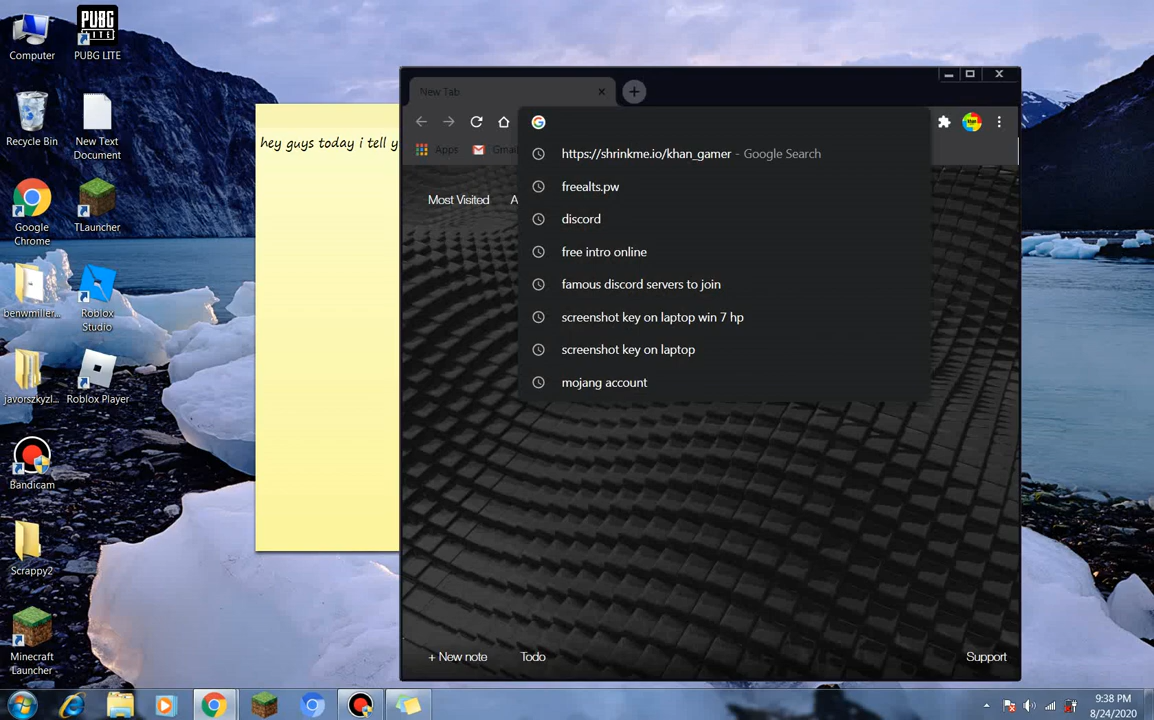 Computer
PUBG LITE
Recycle Bin
New Text
Document
Google
Chrome
TLauncher
benwmiller...
Roblox
Studio
javorszkyzl...
Roblox Player
Bandicam
Scrappy2
Minecraft
Launcher
PUBG
LITE
hey guys today i tell y
New Tab
Apps
Gmai
https://shrinkme.io/khan_gamer - Google Search
freealts.pw
discord
free intro online
famous discord servers to join
screenshot key on laptop win 7 hp
screenshot key on laptop
mojang account
Most Visited
A
+ New note
Todo
Support
9:38 PM
8/24/2020